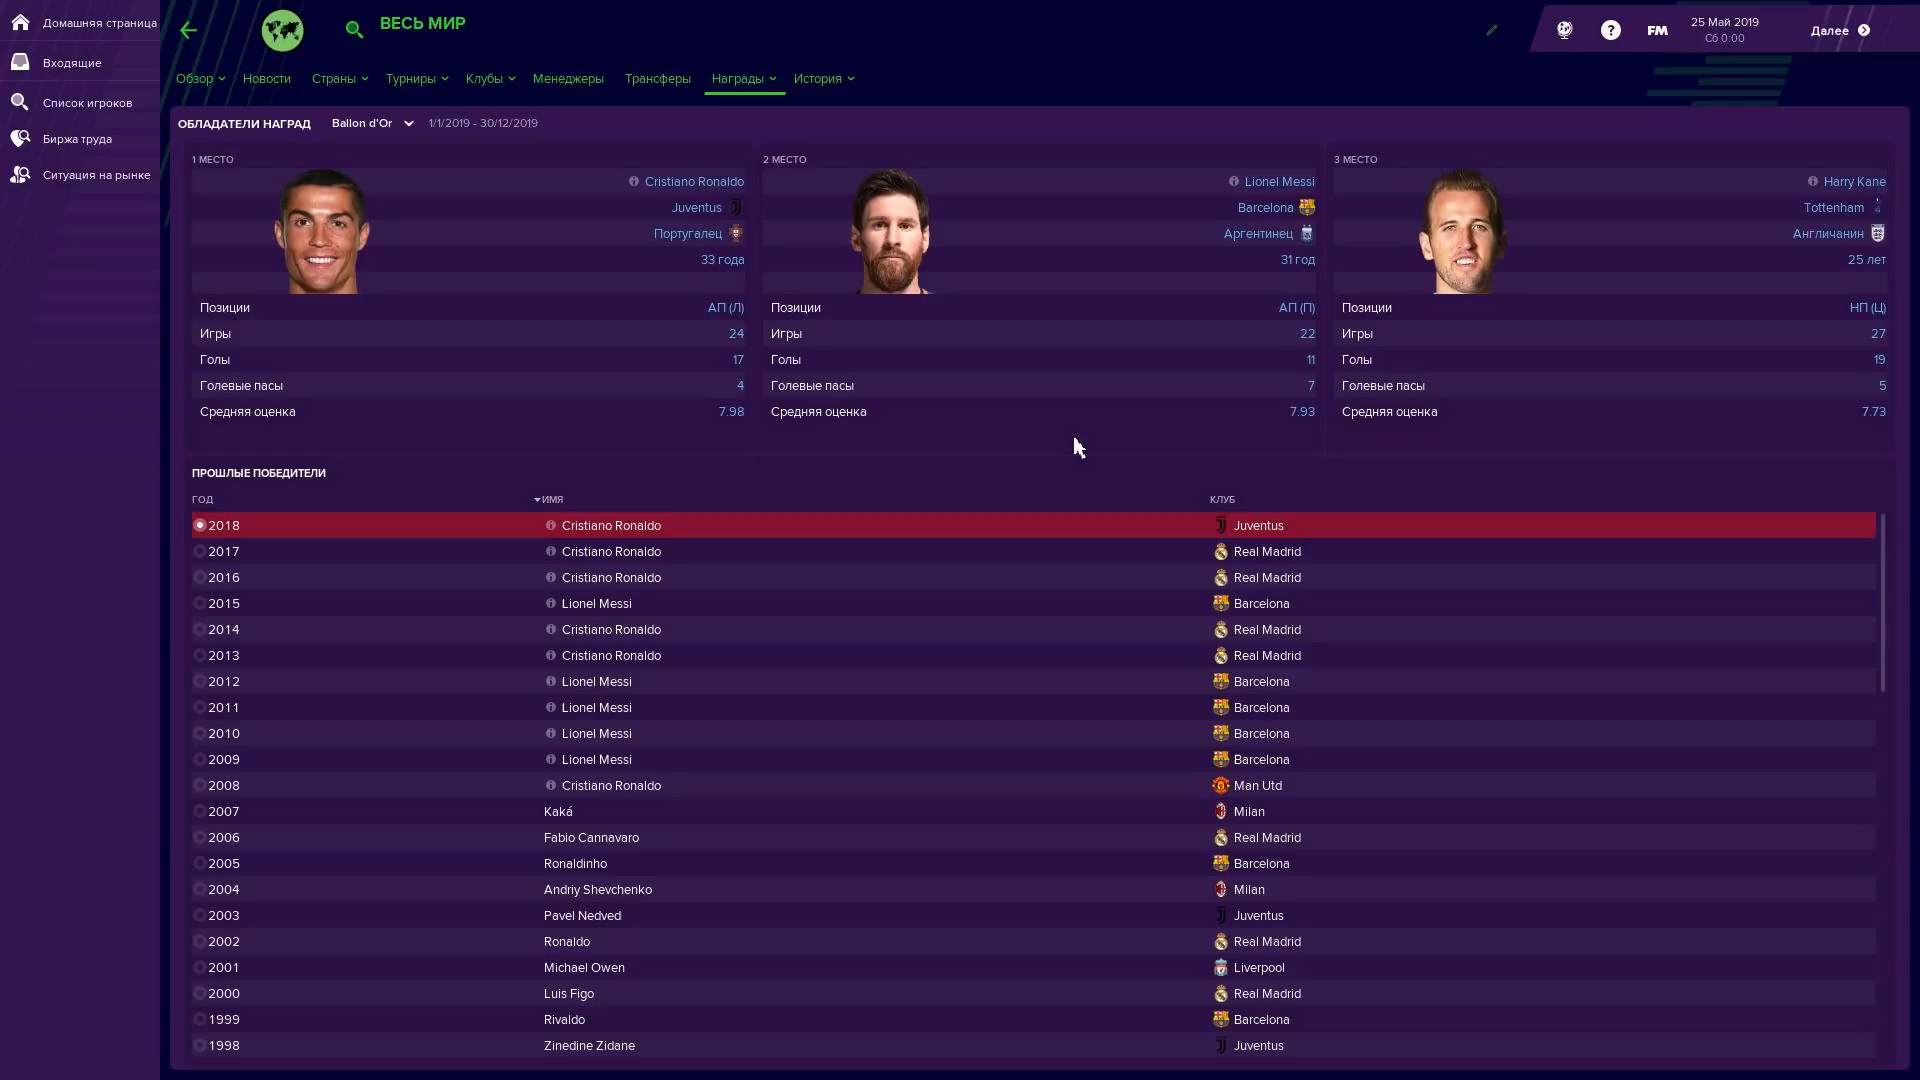 Домашняя страница
Входящие
Список игроков
Биржа труда
Ситуация на рынке
ВЕСЬ МИР
FM
25 Май 2019
Сб 0:00
Далее
Обзор Новости Страны Турниры Клубы Менеджеры Трансферы Награды История
ОБЛАДАТЕЛИ НАГРАД Ballon d'Or 1/1/2019 - 30/12/2019
1 МЕСТО
Cristiano Ronaldo
Juventus
Португалец
33 года
Позиции АП (Л)
Игры 24
Голы 17
Голевые пасы 4
Средняя оценка 7.98
2 МЕСТО
Lionel Messi
Barcelona
Аргентинец
31 год
Позиции АП (П)
Игры 22
Голы 11
Голевые пасы 7
Средняя оценка 7.93
3 МЕСТО
Harry Kane
Tottenham
Англичанин
25 лет
Позиции НП (Ц)
Игры 27
Голы 19
Голевые пасы 5
Средняя оценка 7.73
ПРОШЛЫЕ ПОБЕДИТЕЛИ
ГОД ИМЯ КЛУБ
2018 Cristiano Ronaldo Juventus
2017 Cristiano Ronaldo Real Madrid
2016 Cristiano Ronaldo Real Madrid
2015 Lionel Messi Barcelona
2014 Cristiano Ronaldo Real Madrid
2013 Cristiano Ronaldo Real Madrid
2012 Lionel Messi Barcelona
2011 Lionel Messi Barcelona
2010 Lionel Messi Barcelona
2009 Lionel Messi Barcelona
2008 Cristiano Ronaldo Man Utd
2007 Kaká Milan
2006 Fabio Cannavaro Real Madrid
2005 Ronaldinho Barcelona
2004 Andriy Shevchenko Milan
2003 Pavel Nedved Juventus
2002 Ronaldo Real Madrid
2001 Michael Owen Liverpool
2000 Luis Figo Real Madrid
1999 Rivaldo Barcelona
1998 Zinedine Zidane Juventus